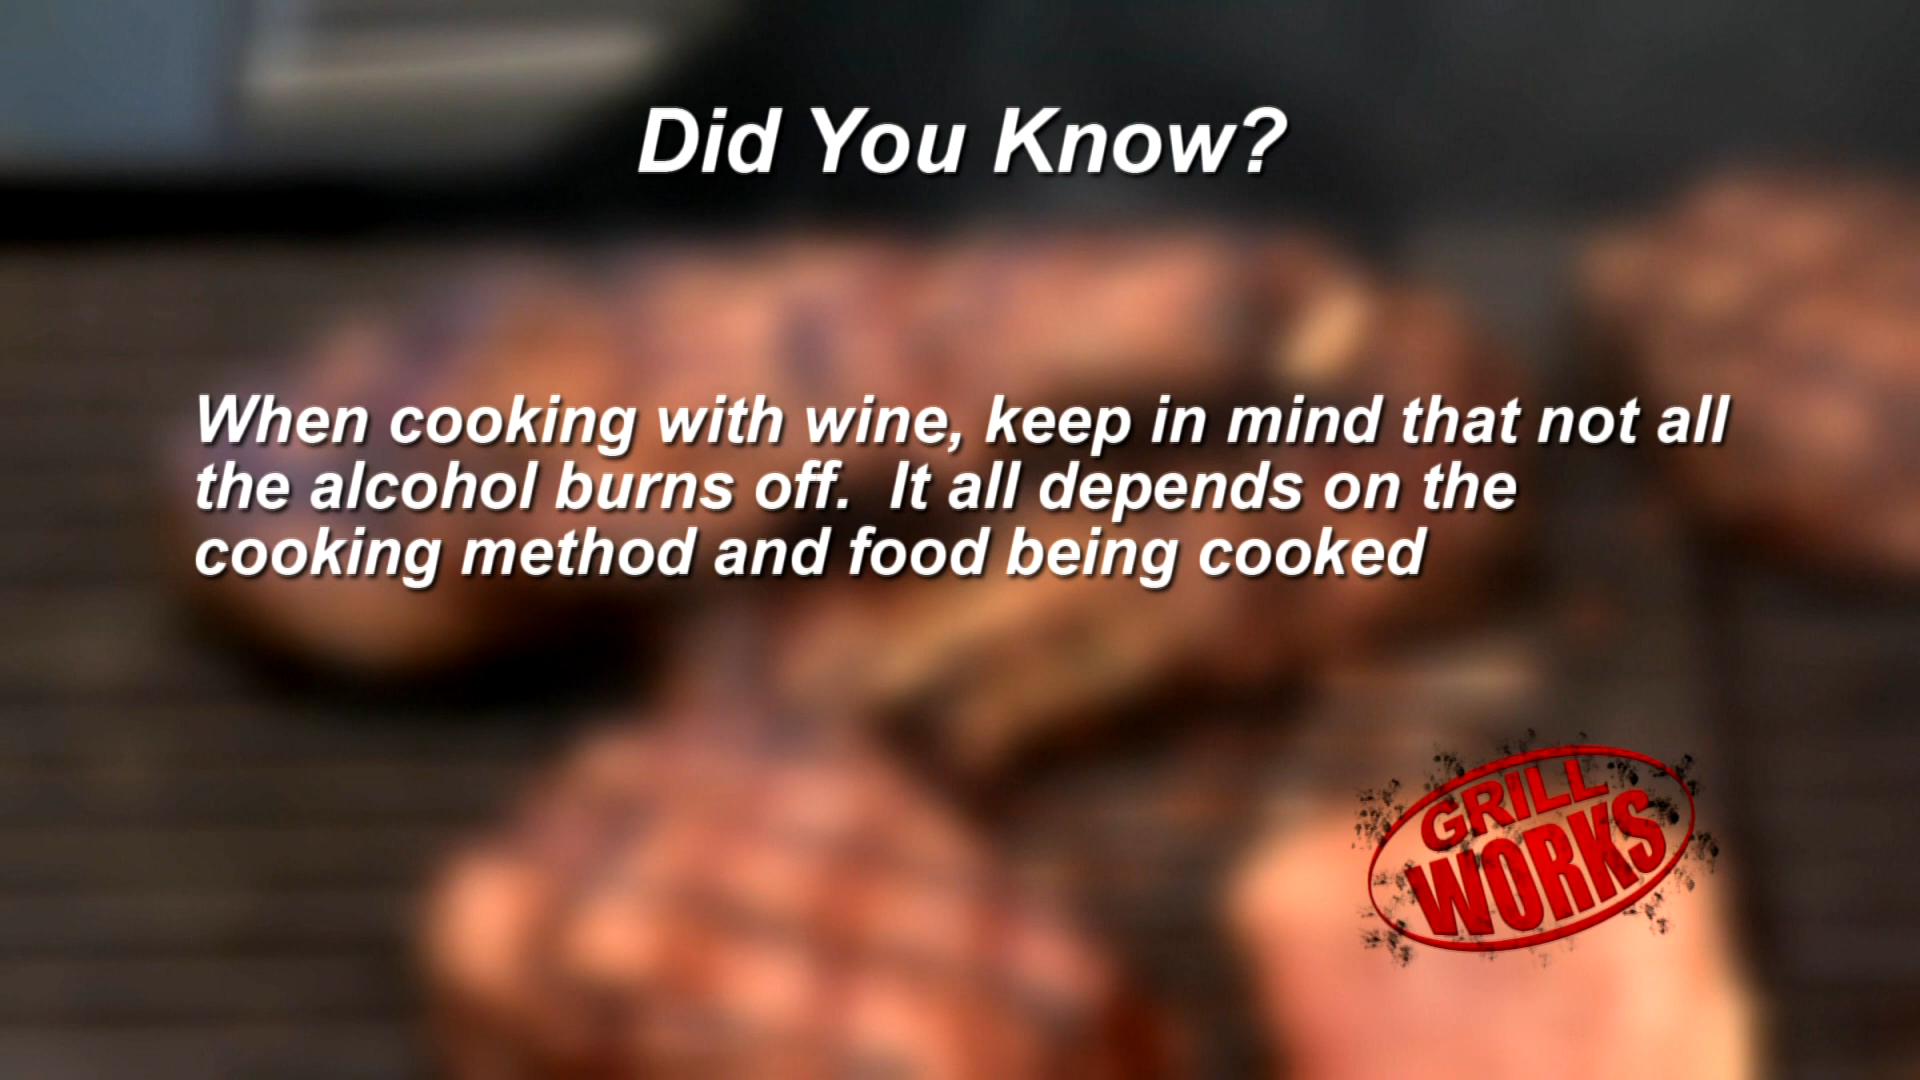 Did You Know?
When cooking with wine, keep in mind that not all
the alcohol burns off.  It all depends on the
cooking method and food being cooked
GRILL
WORKS